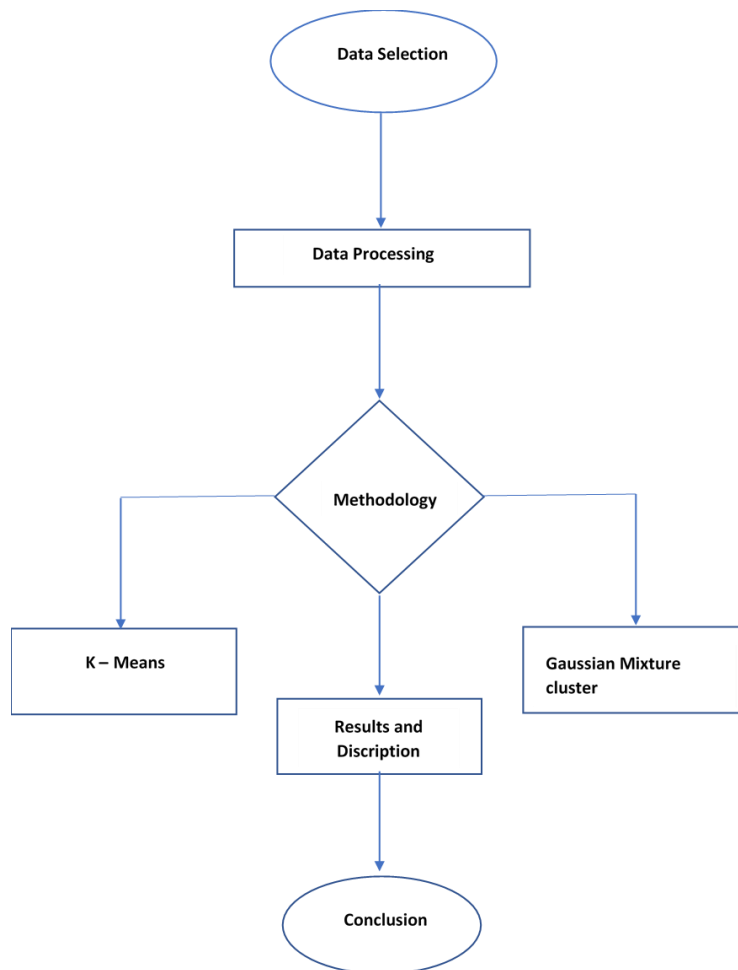 Data Selection
Data Processing
Methodology
K – Means
Gaussian Mixture
cluster
Results and
Discription
Conclusion